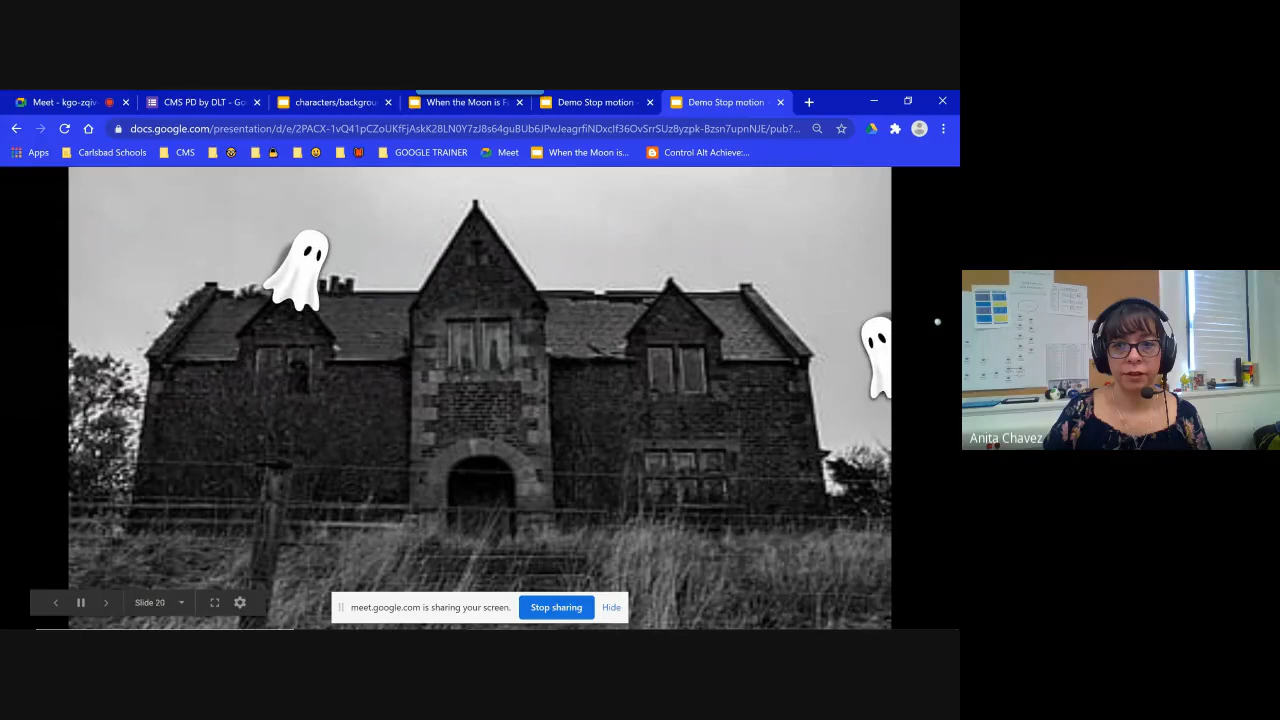 Meet - kgo-zqiv
CMS PD by DLT - Go
characters/backgrou
When the Moon is F
Demo Stop motion
Demo Stop motion
docs.google.com/presentation/d/e/2PACX-1vQ41pCZoUKfFjAskK28LN0Y7zJ8s64guBUb6JPwJeagrfiNDxcIf36OvSrrSUz8yzpk-Bzsn7upnNJE/pub?...
Apps
Carlsbad Schools
CMS
GOOGLE TRAINER
Meet
When the Moon is...
Control Alt Achieve:...
Anita Chavez
Slide 20
meet.google.com is sharing your screen.
Stop sharing
Hide